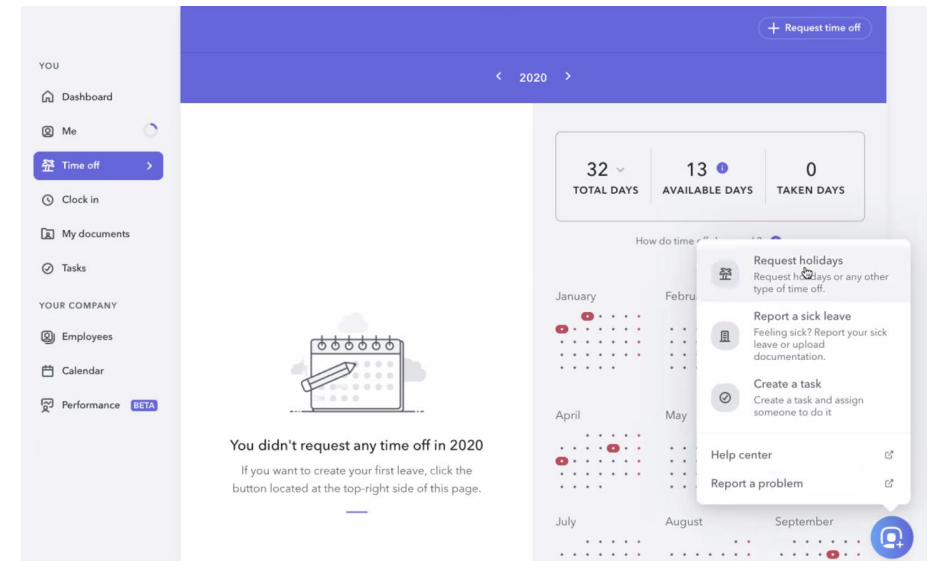 Request time off
2020
YOU
Dashboard
Me
Time off
Clock in
My documents
Tasks
YOUR COMPANY
Employees
Calendar
Performance BETA
You didn't request any time off in 2020
If you want to create your first leave, click the
button located at the top-right side of this page.
32
TOTAL DAYS
13
AVAILABLE DAYS
0
TAKEN DAYS
How do time
January
April
May
July
August
September
Request holidays
Request holidays or any other
type of time off.
Report a sick leave
Feeling sick? Report your sick
leave or upload
documentation.
Create a task
Create a task and assign
someone to do it
Help center
Report a problem